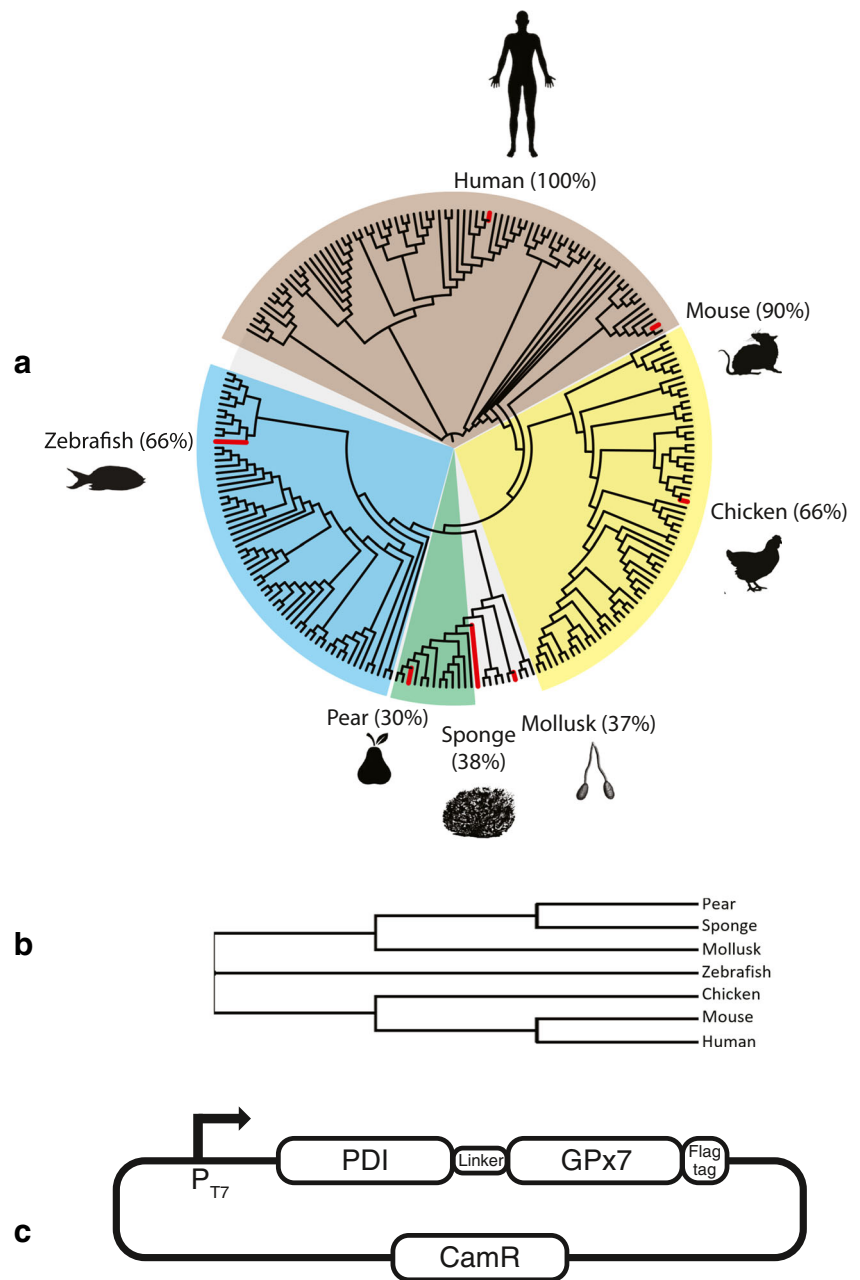 a
Human (100%)
Mouse (90%)
Zebrafish (66%)
Chicken (66%)
Pear (30%)
Sponge
(38%)
Mollusk (37%)
b
Pear
Sponge
Mollusk
Zebrafish
Chicken
Mouse
Human
c
PT7
PDI
Linker
GPx7
Flag
tag
CamR